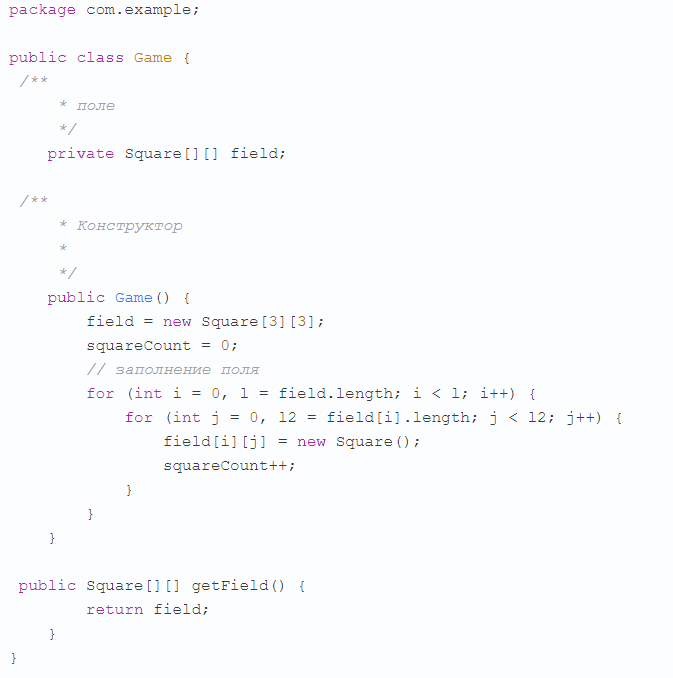 package com.example;
public class Game {
/**
* поле
*/
private Square[][] field;
/**
* Конструктор
*
*/
public Game() {
field = new Square[3][3];
squareCount = 0;
// заполнение поля
for (int i = 0, l = field.length; i < l; i++) {
for (int j = 0, l2 = field[i].length; j < l2; j++) {
field[i][j] = new Square();
squareCount++;
}
}
}
public Square[][] getField() {
return field;
}
}